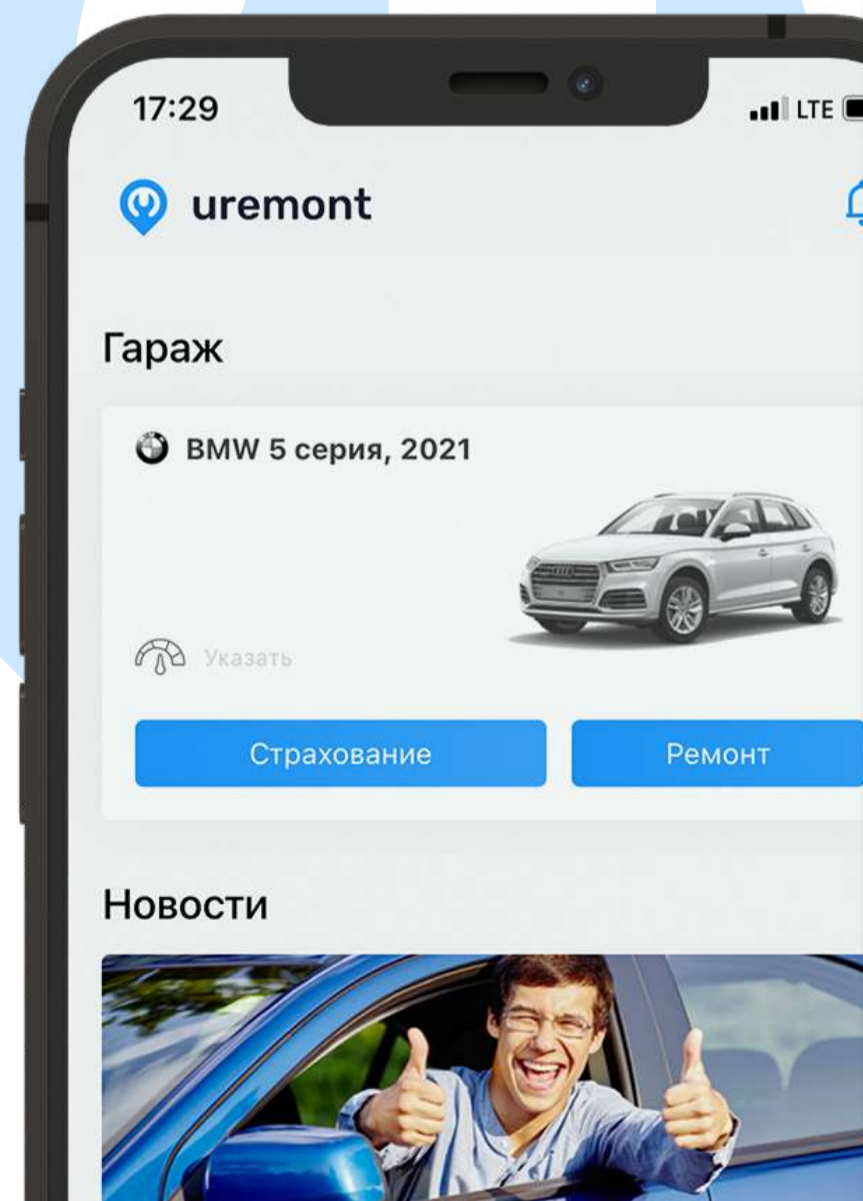 17:29
LTE
uremont
Гараж
BMW 5 серия, 2021
Указать
Страхование
Ремонт
Новости